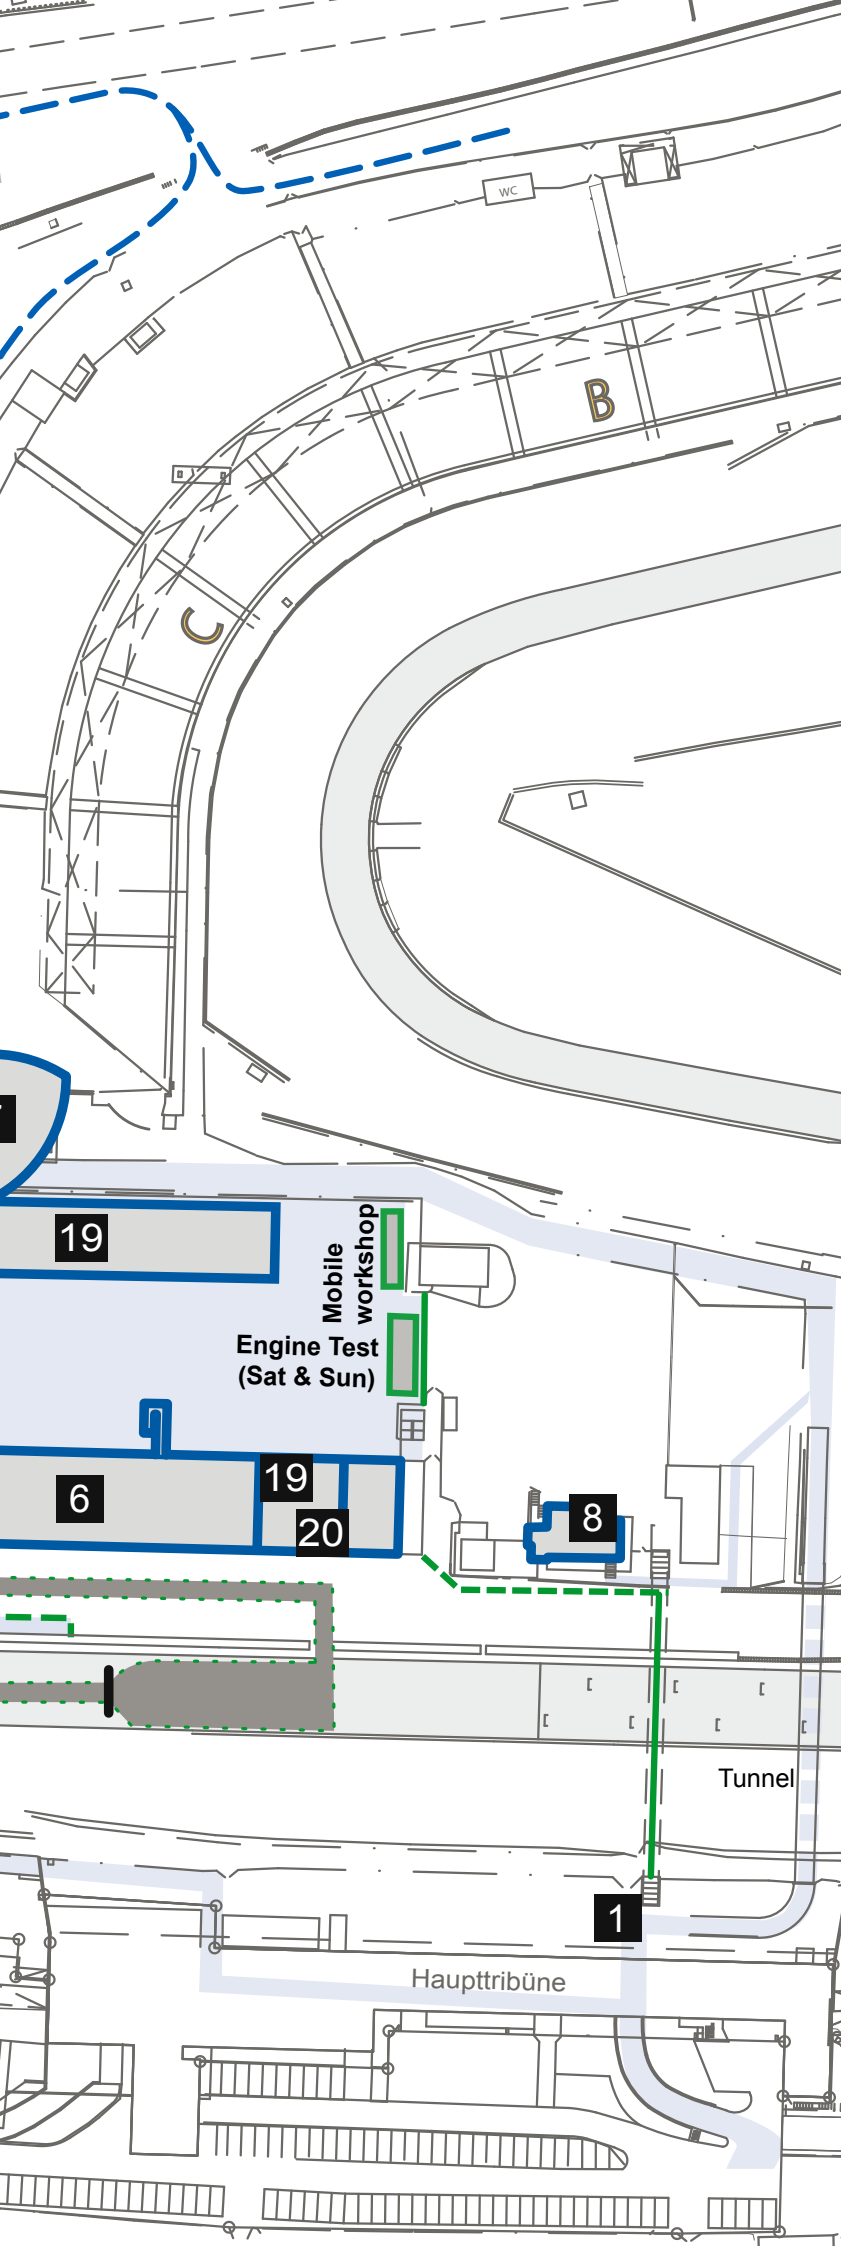 WC
B
C
19
Mobile
workshop
Engine Test
(Sat & Sun)
6
19
20
8
Tunnel
1
Haupttribüne